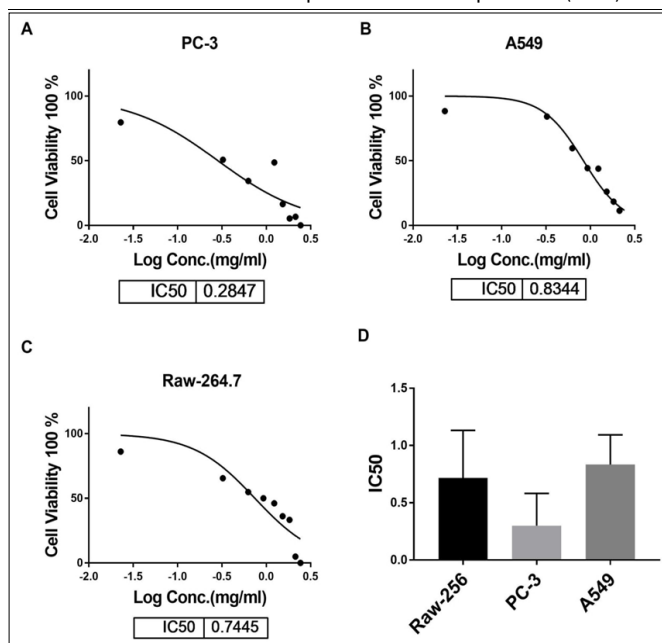 A
PC-3
Cell Viability 100 %
100
50
0
-2.0 -1.5 -1.0 -0.5 0.0 0.5
Log Conc.(mg/ml)
IC50 0.2847
B
A549
Cell Viability 100 %
100
50
0
-2.0 -1.5 -1.0 -0.5 0.0 0.5
Log Conc.(mg/ml)
IC50 0.8344
C
Raw-264.7
Cell Viability 100 %
100
50
0
-2.0 -1.5 -1.0 -0.5 0.0 0.5
Log Conc.(mg/ml)
IC50 0.7445
D
IC50
1.5
1.0
0.5
0.0
Raw-256 PC-3 A549